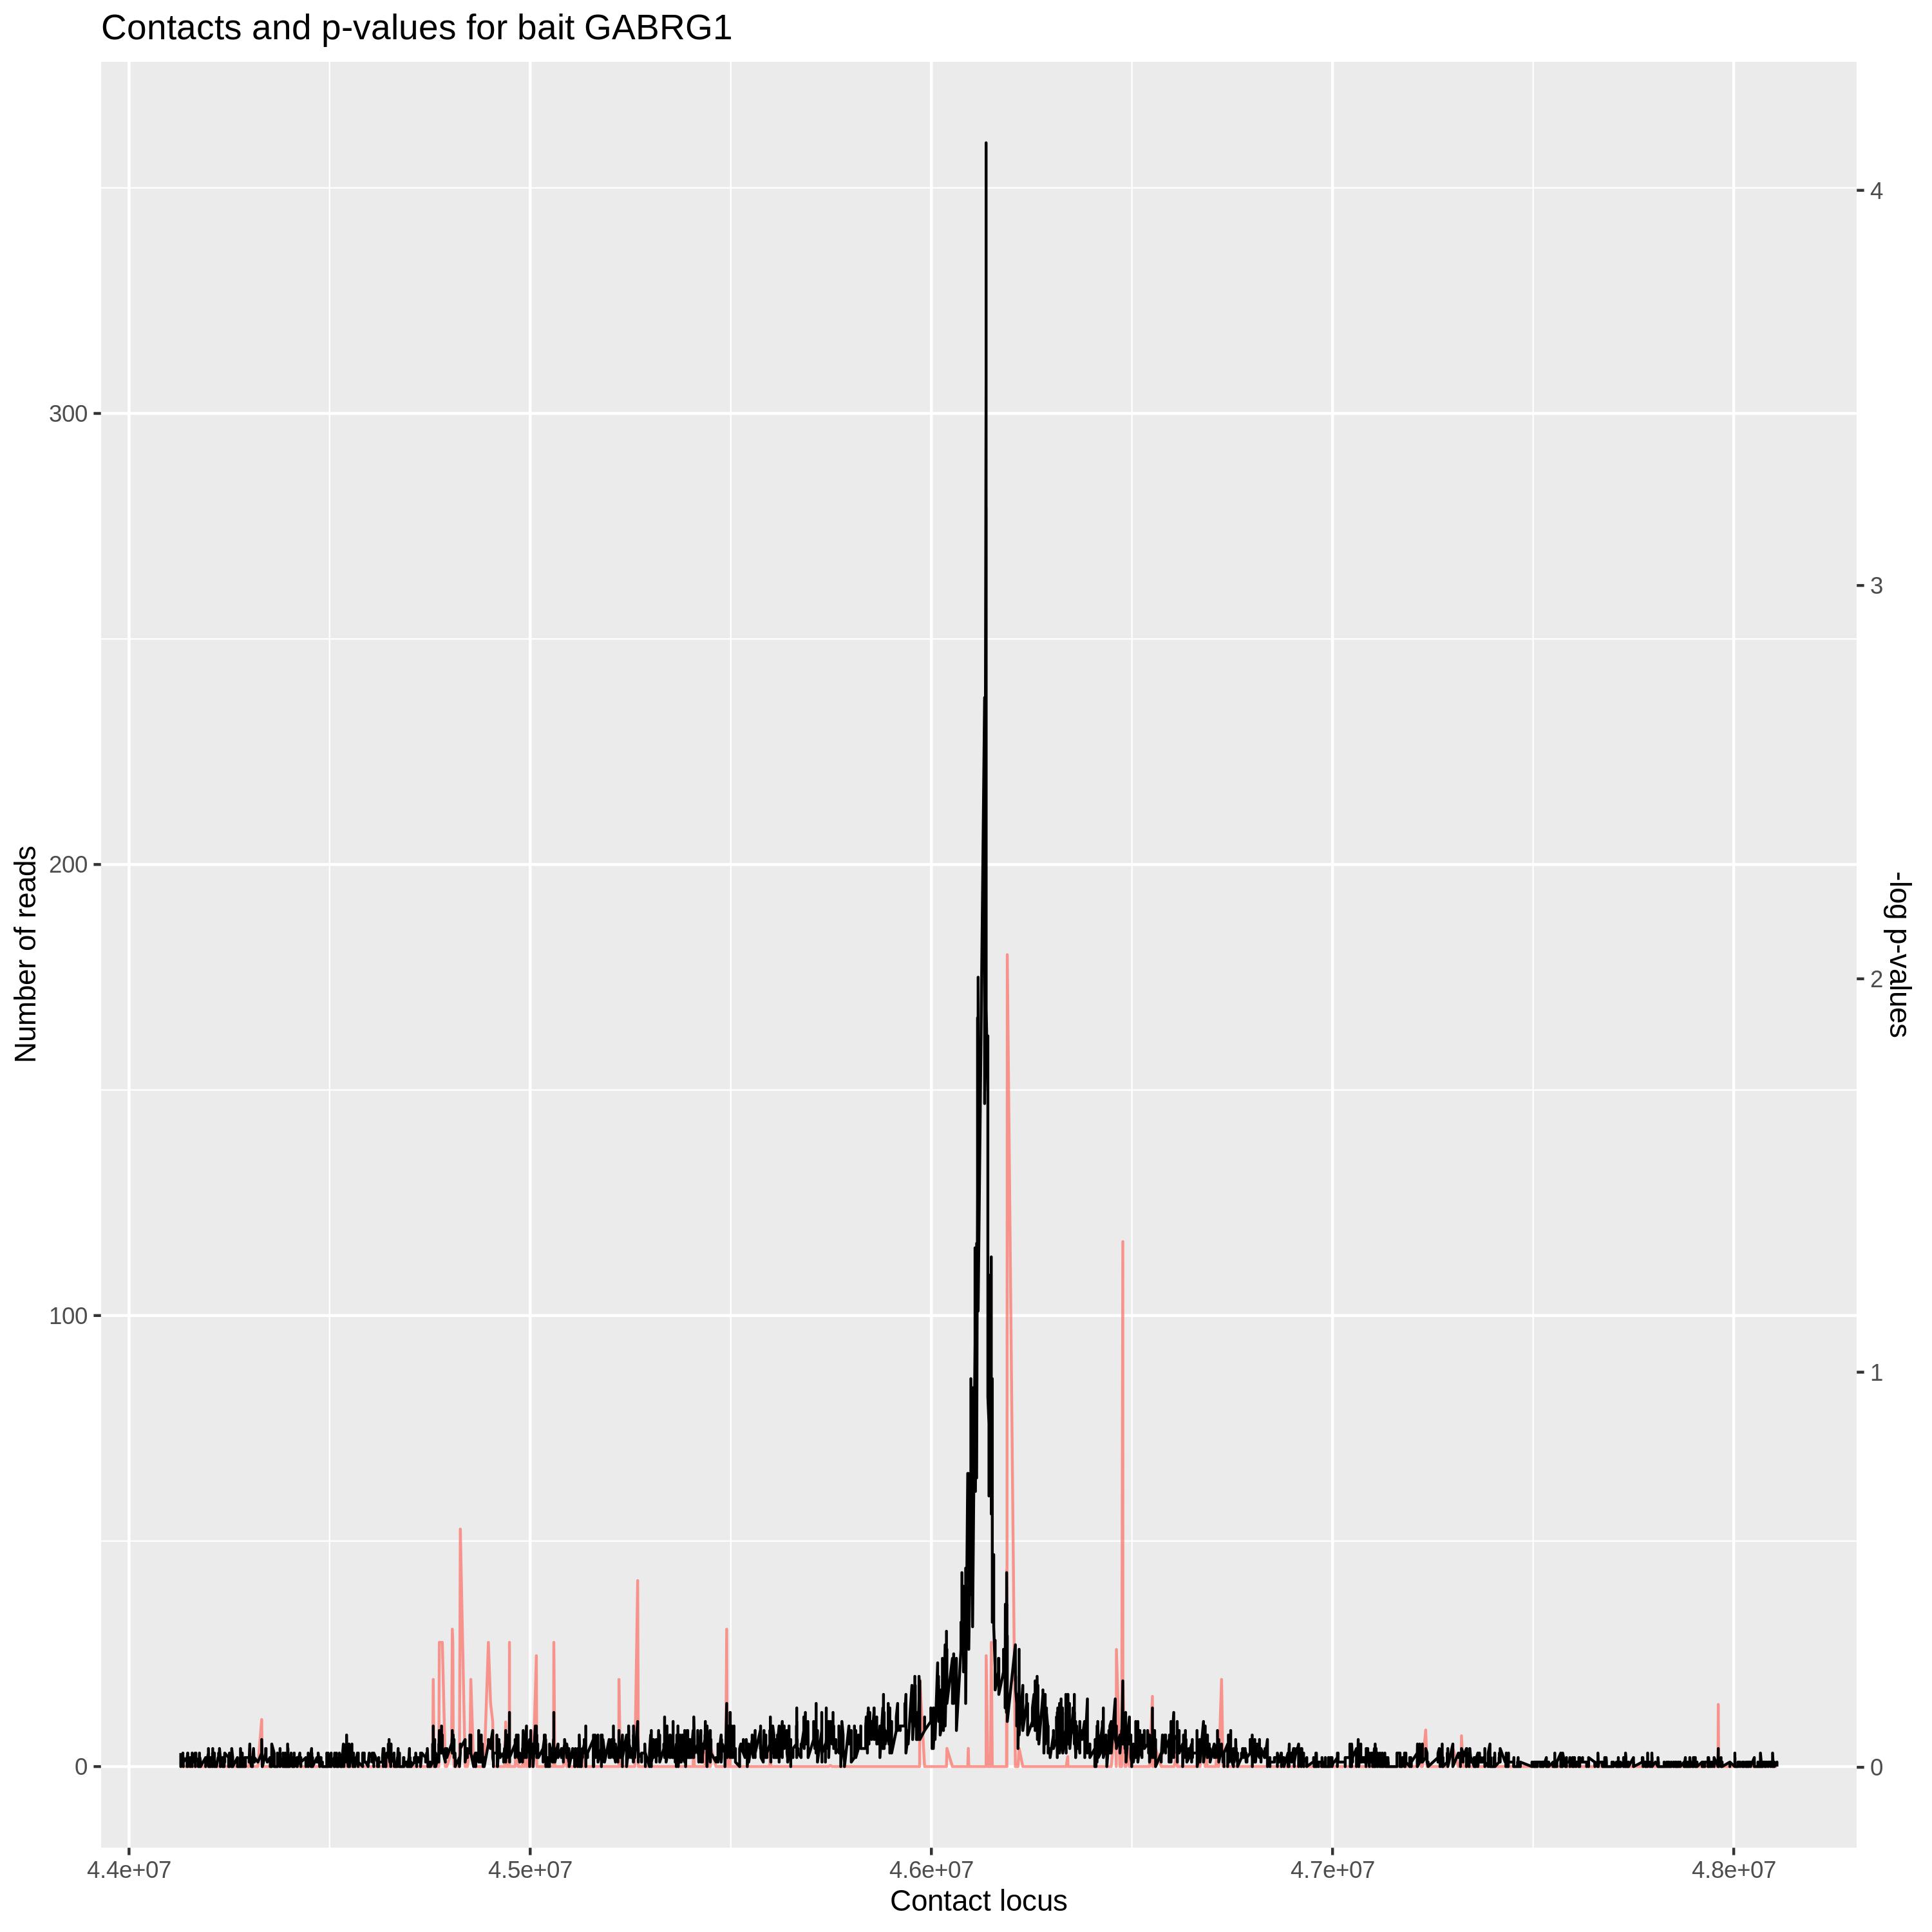 Contacts and p-values for bait GABRG1
Number of reads
300
200
100
0
4
3
2
1
0
-log p-values
4.4e+07
4.5e+07
4.6e+07
4.7e+07
4.8e+07
Contact locus